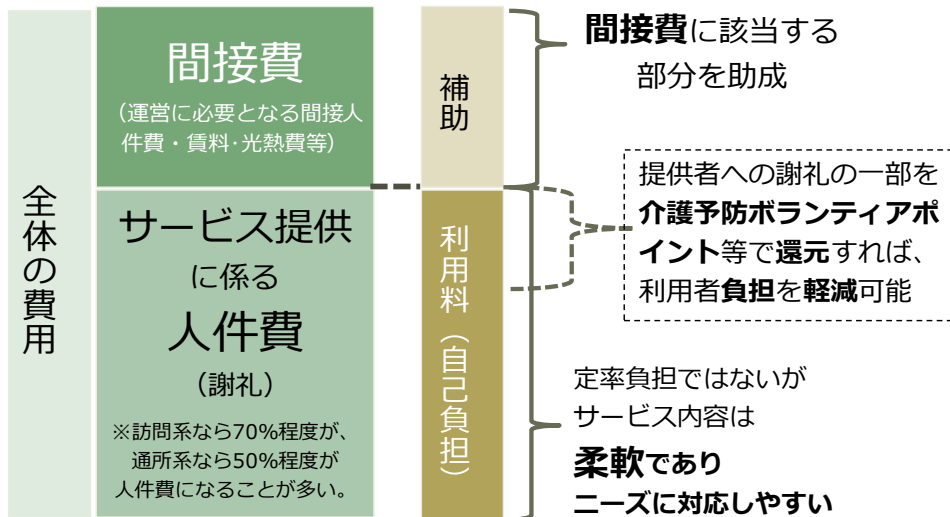 全体の費用
間接費
（運営に必要となる間接人
件費・賃料･光熱費等）
サービス提供
に係る
人件費
（謝礼）
※訪問系なら70%程度が、
通所系なら50%程度が
人件費になることが多い。
補助
利用料（自己負担）
間接費に該当する
部分を助成
提供者への謝礼の一部を
介護予防ボランティアポ
イント等で還元すれば、
利用者負担を軽減可能
定率負担ではないが
サービス内容は
柔軟であり
ニーズに対応しやすい